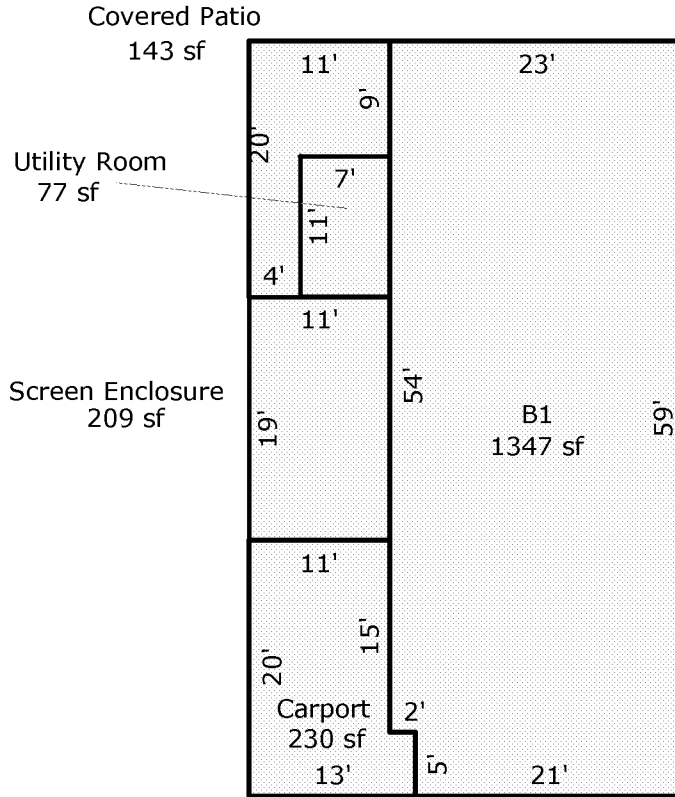 Covered Patio
143 sf
11'
23'
9'
20'
Utility Room
77 sf
7'
11'
4'
11'
Screen Enclosure
209 sf
19'
54'
B1
1347 sf
59'
11'
15'
20'
Carport
230 sf
2'
13'
5'
21'